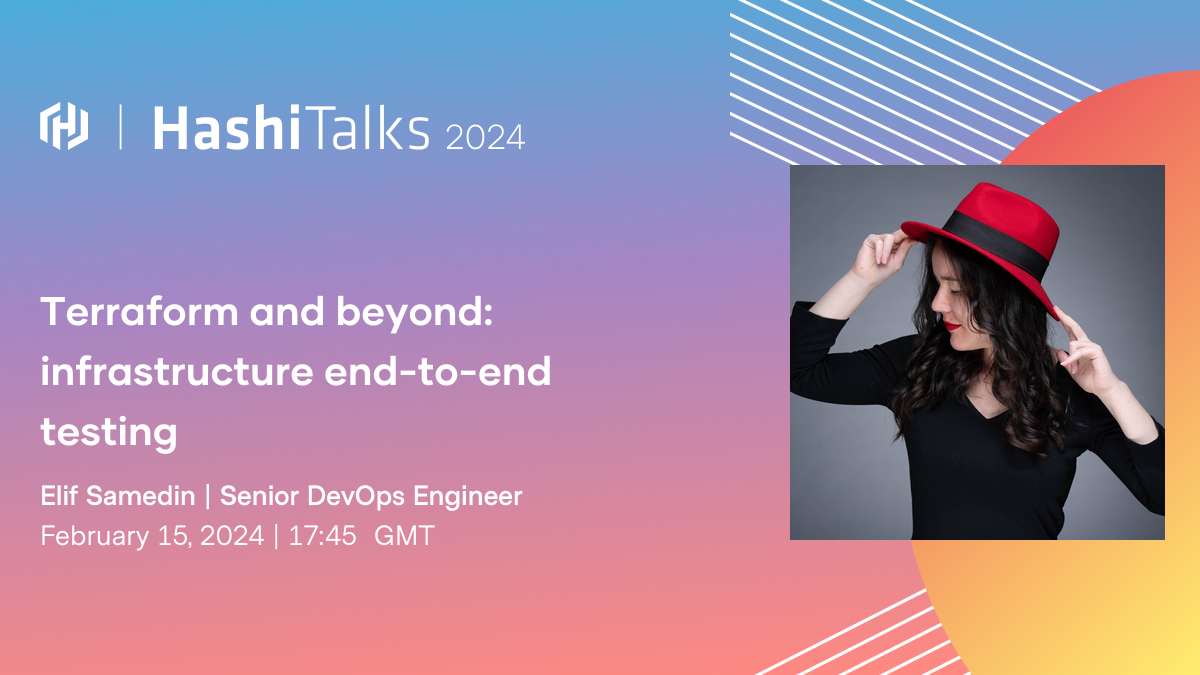 HashiTalks 2024
Terraform and beyond:
infrastructure end-to-end
testing
Elif Samedin | Senior DevOps Engineer
February 15, 2024 | 17:45 GMT